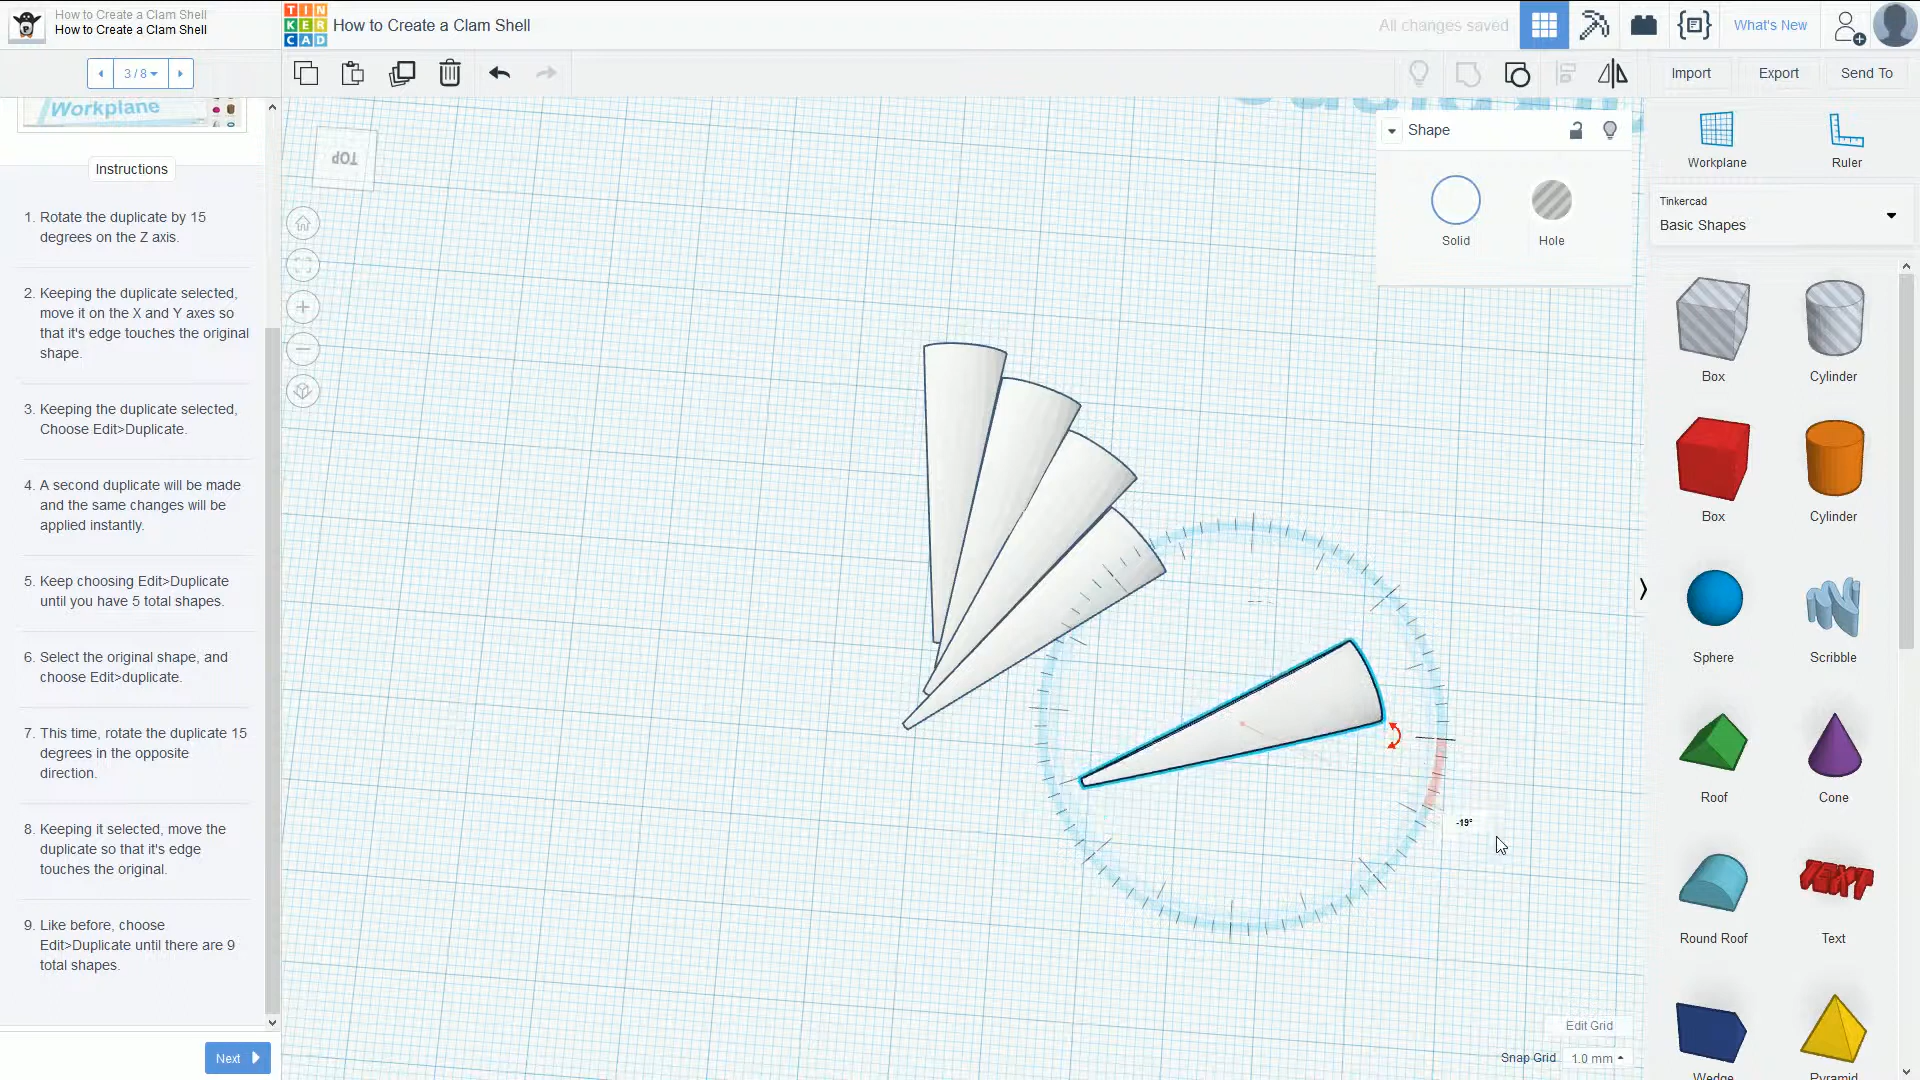 How to Create a Clam Shell
How to Create a Clam Shell
TINKERCAD
How to Create a Clam Shell
All changes saved
What's New
3 / 8
Import
Export
Send To
Workplane
Instructions
1. Rotate the duplicate by 15
degrees on the Z axis.
2. Keeping the duplicate selected,
move it on the X and Y axes so
that it's edge touches the original
shape.
3. Keeping the duplicate selected,
Choose Edit>Duplicate.
4. A second duplicate will be made
and the same changes will be
applied instantly.
5. Keep choosing Edit>Duplicate
until you have 5 total shapes.
6. Select the original shape, and
choose Edit>duplicate.
7. This time, rotate the duplicate 15
degrees in the opposite
direction.
8. Keeping it selected, move the
duplicate so that it's edge
touches the original.
9. Like before, choose
Edit>Duplicate until there are 9
total shapes.
Next
TOP
Shape
Solid
Hole
-19°
Edit Grid
Snap Grid 1.0 mm
Workplane
Ruler
Tinkercad
Basic Shapes
Box
Cylinder
Box
Cylinder
Sphere
Scribble
Roof
Cone
TEXT
Round Roof
Text
Wedge
Pyramid